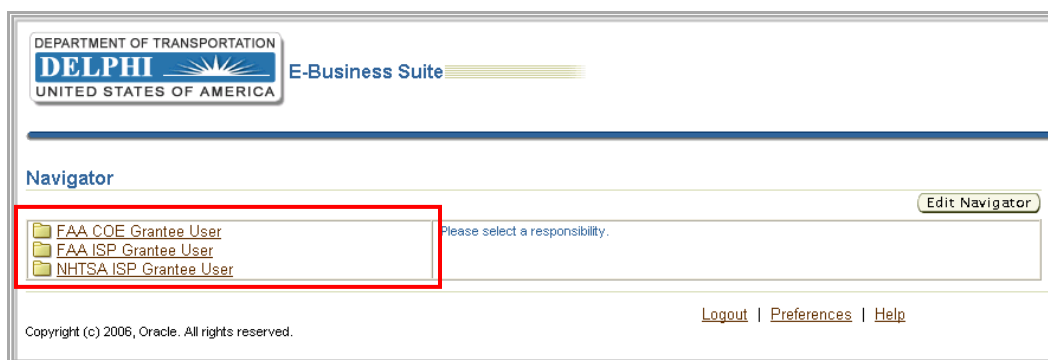 DEPARTMENT OF TRANSPORTATION
DELPHI
UNITED STATES OF AMERICA
E-Business Suite
Navigator
Edit Navigator
FAA COE Grantee User
FAA ISP Grantee User
NHTSA ISP Grantee User
Please select a responsibility.
Logout | Preferences | Help
Copyright (c) 2006, Oracle. All rights reserved.